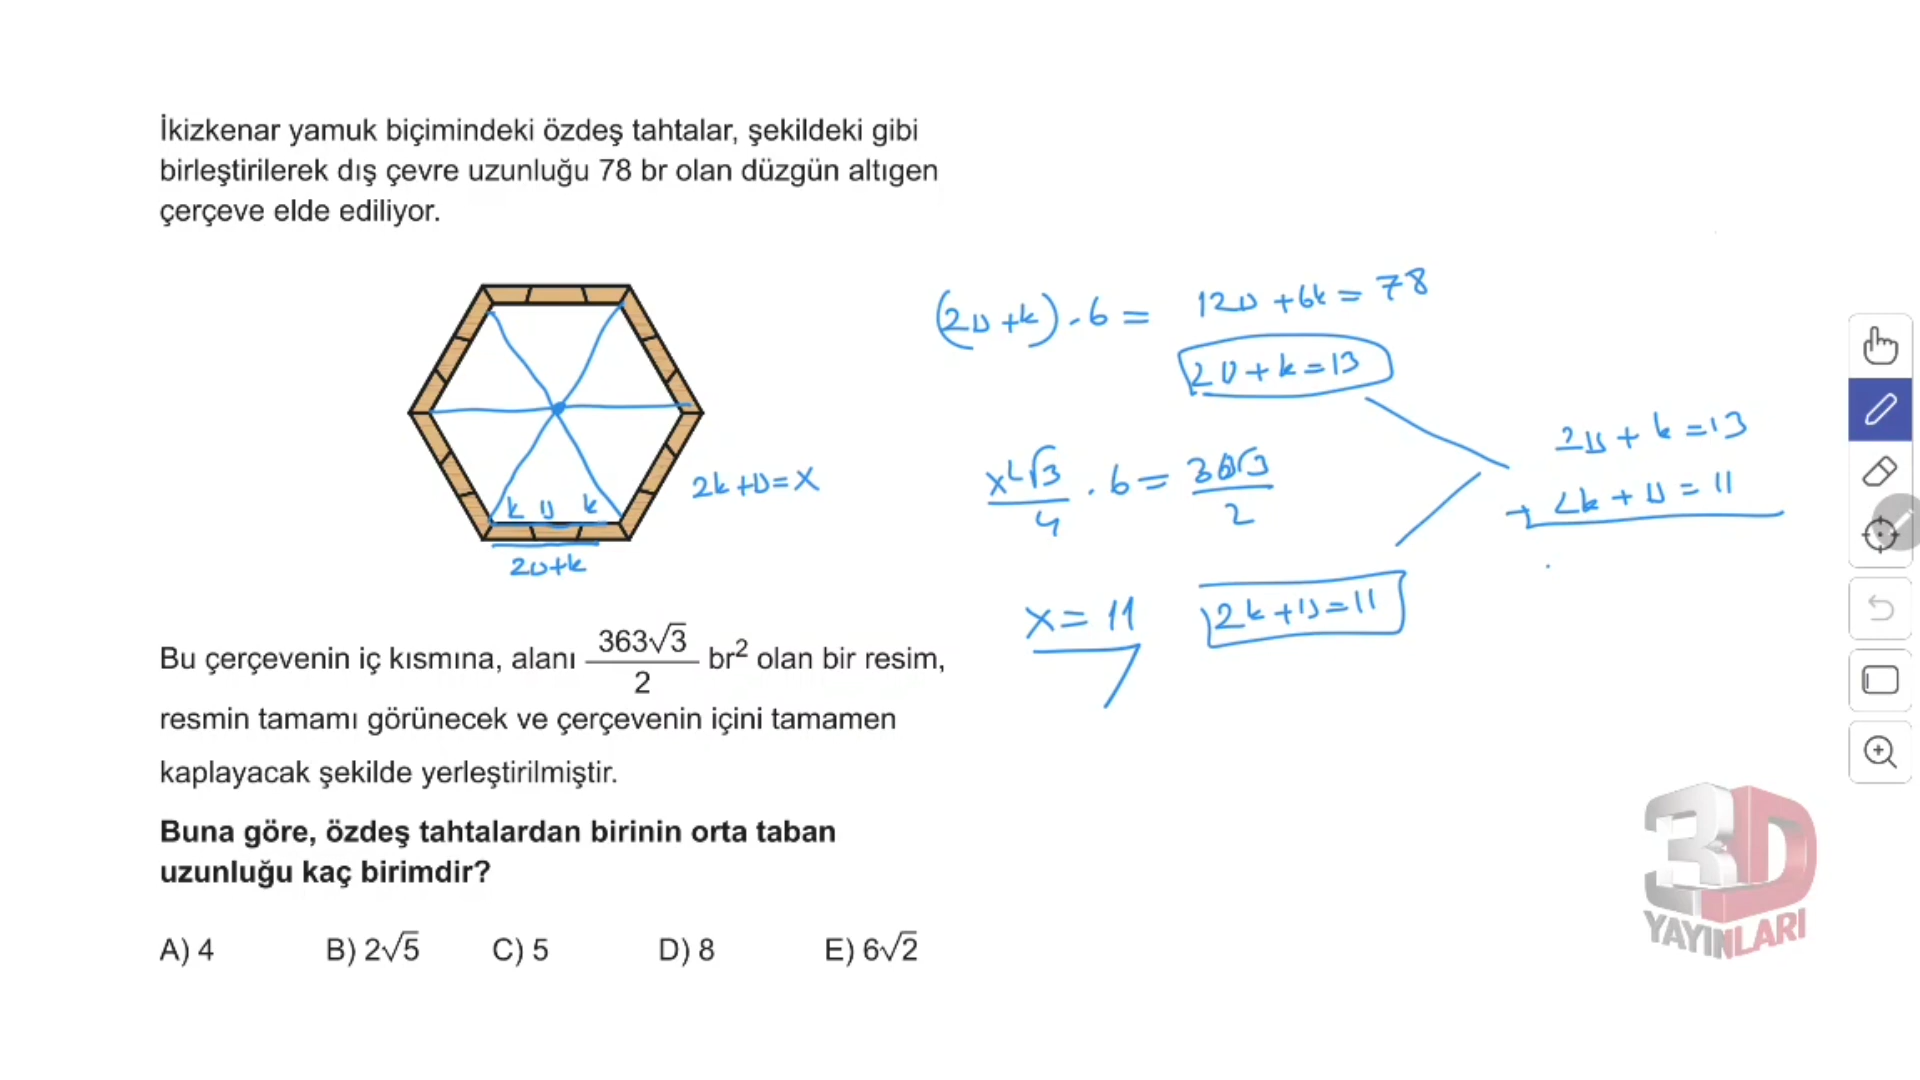 İkizkenar yamuk biçimindeki özdeş tahtalar, şekildeki gibi
birleştirilerek dış çevre uzunluğu 78 br olan düzgün altıgen
çerçeve elde ediliyor.
k u k
2u+k
2k+u=x
(2u+k).6= 12u+6k=78
2u+k=13
x²√3/4 . 6 = 363√3/2
x=11
2k+u=11
2u+k=13
+ 2k+u=11
Bu çerçevenin iç kısmına, alanı 363√3/2 br² olan bir resim,
resmin tamamı görünecek ve çerçevenin içini tamamen
kaplayacak şekilde yerleştirilmiştir.
Buna göre, özdeş tahtalardan birinin orta taban
uzunluğu kaç birimdir?
A) 4 B) 2√5 C) 5 D) 8 E) 6√2
3D
YAYINLARI